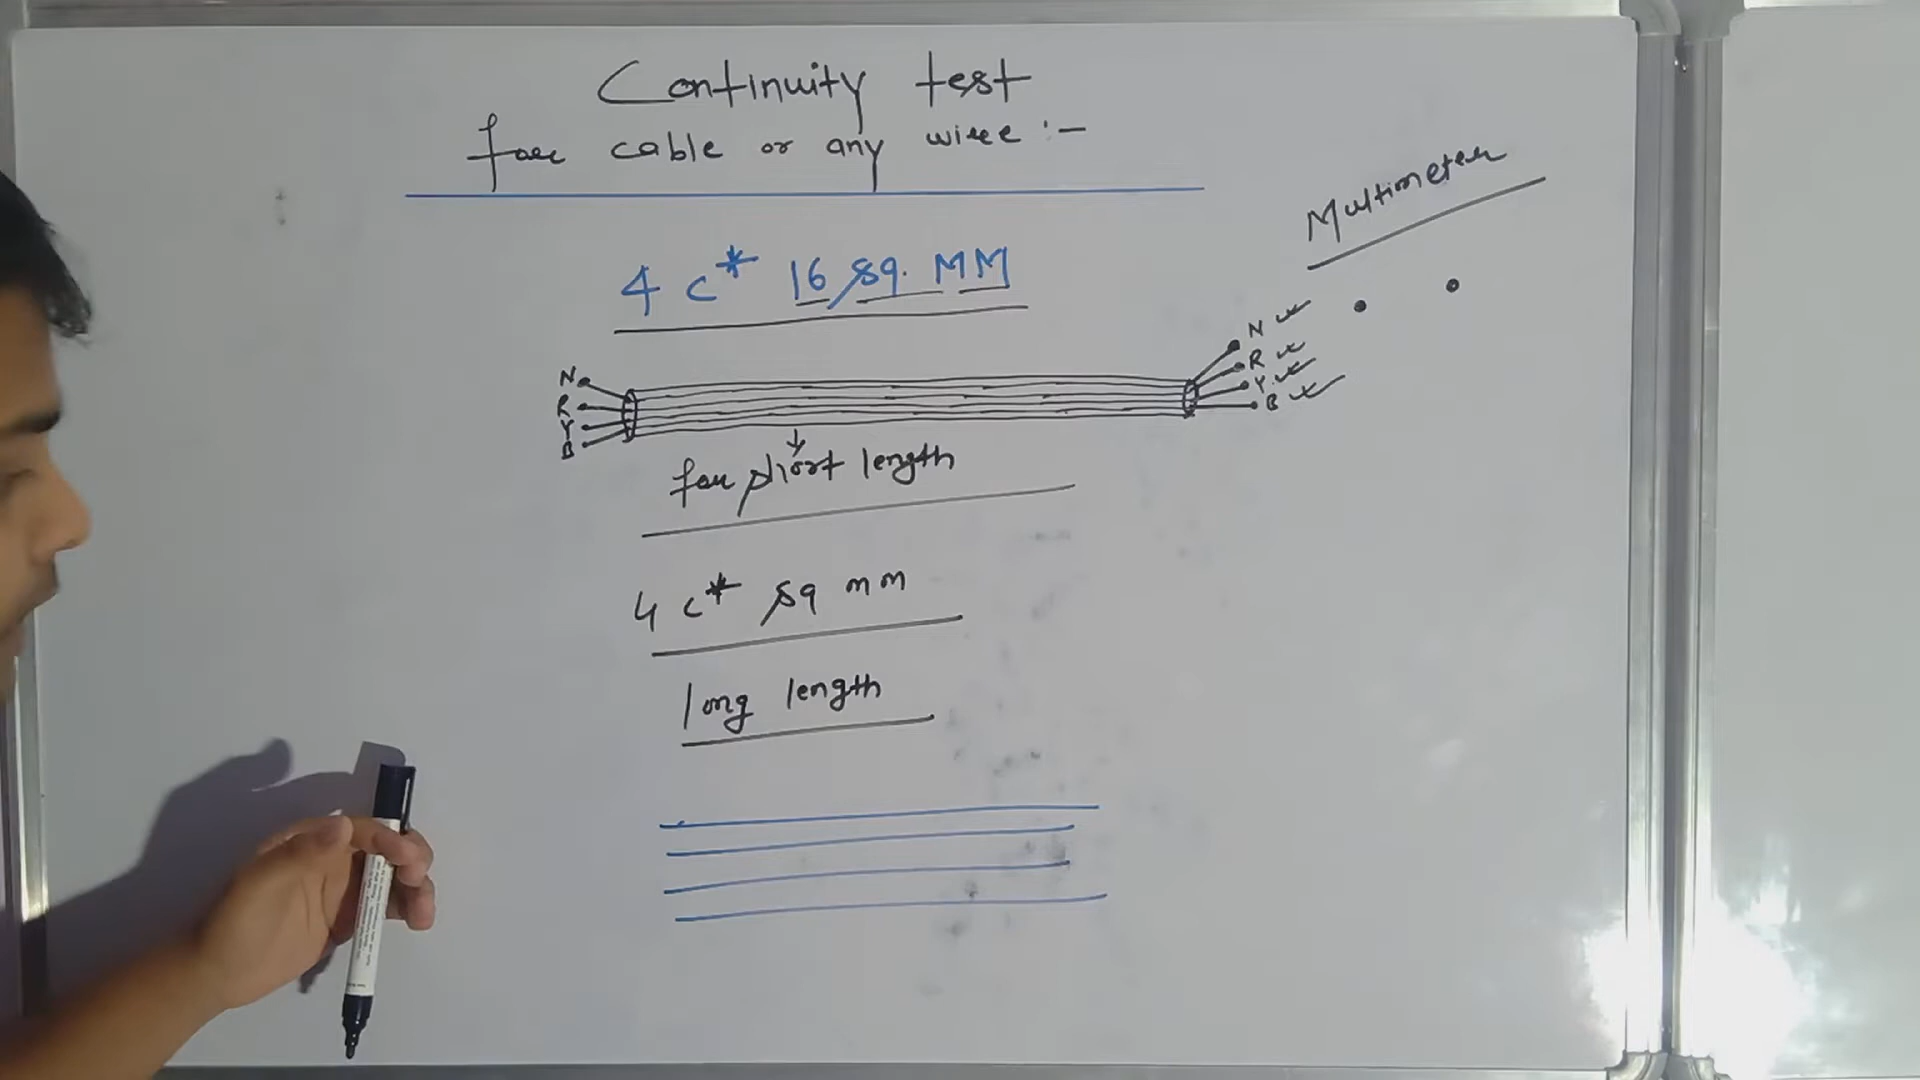 Continuity test
for cable or any wire :-
Multimeter
4 c* 16 sq. MM
N
R
Y
B
N
R
Y.
B
for short length
4 c* sq mm
long length